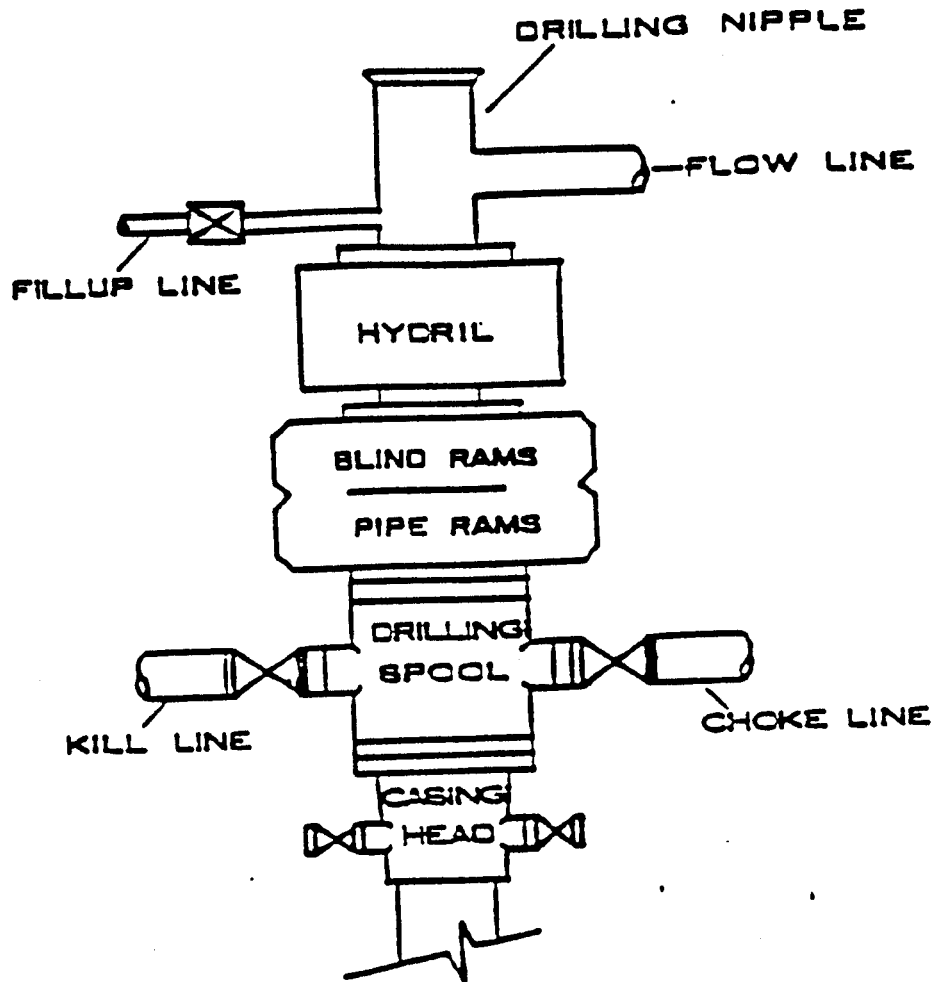 DRILLING NIPPLE
FLOW LINE
FILLUP LINE
HYDRIL
BLIND RAMS
PIPE RAMS
DRILLING
SPOOL
KILL LINE
CHOKE LINE
CASING
HEAD